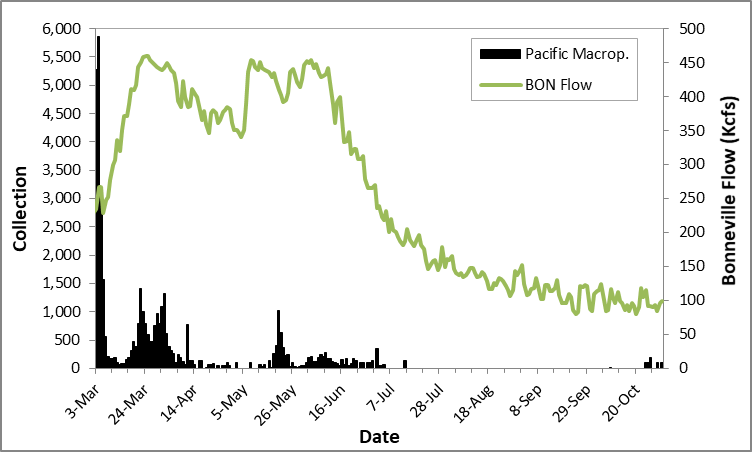 6,000
5,500
5,000
4,500
4,000
3,500
3,000
2,500
2,000
1,500
1,000
500
0
Collection
Pacific Macrop.
BON Flow
500
450
400
350
300
250
200
150
100
50
0
Bonneville Flow (Kcfs)
3-Mar
24-Mar
14-Apr
5-May
26-May
16-Jun
7-Jul
28-Jul
18-Aug
8-Sep
29-Sep
20-Oct
Date